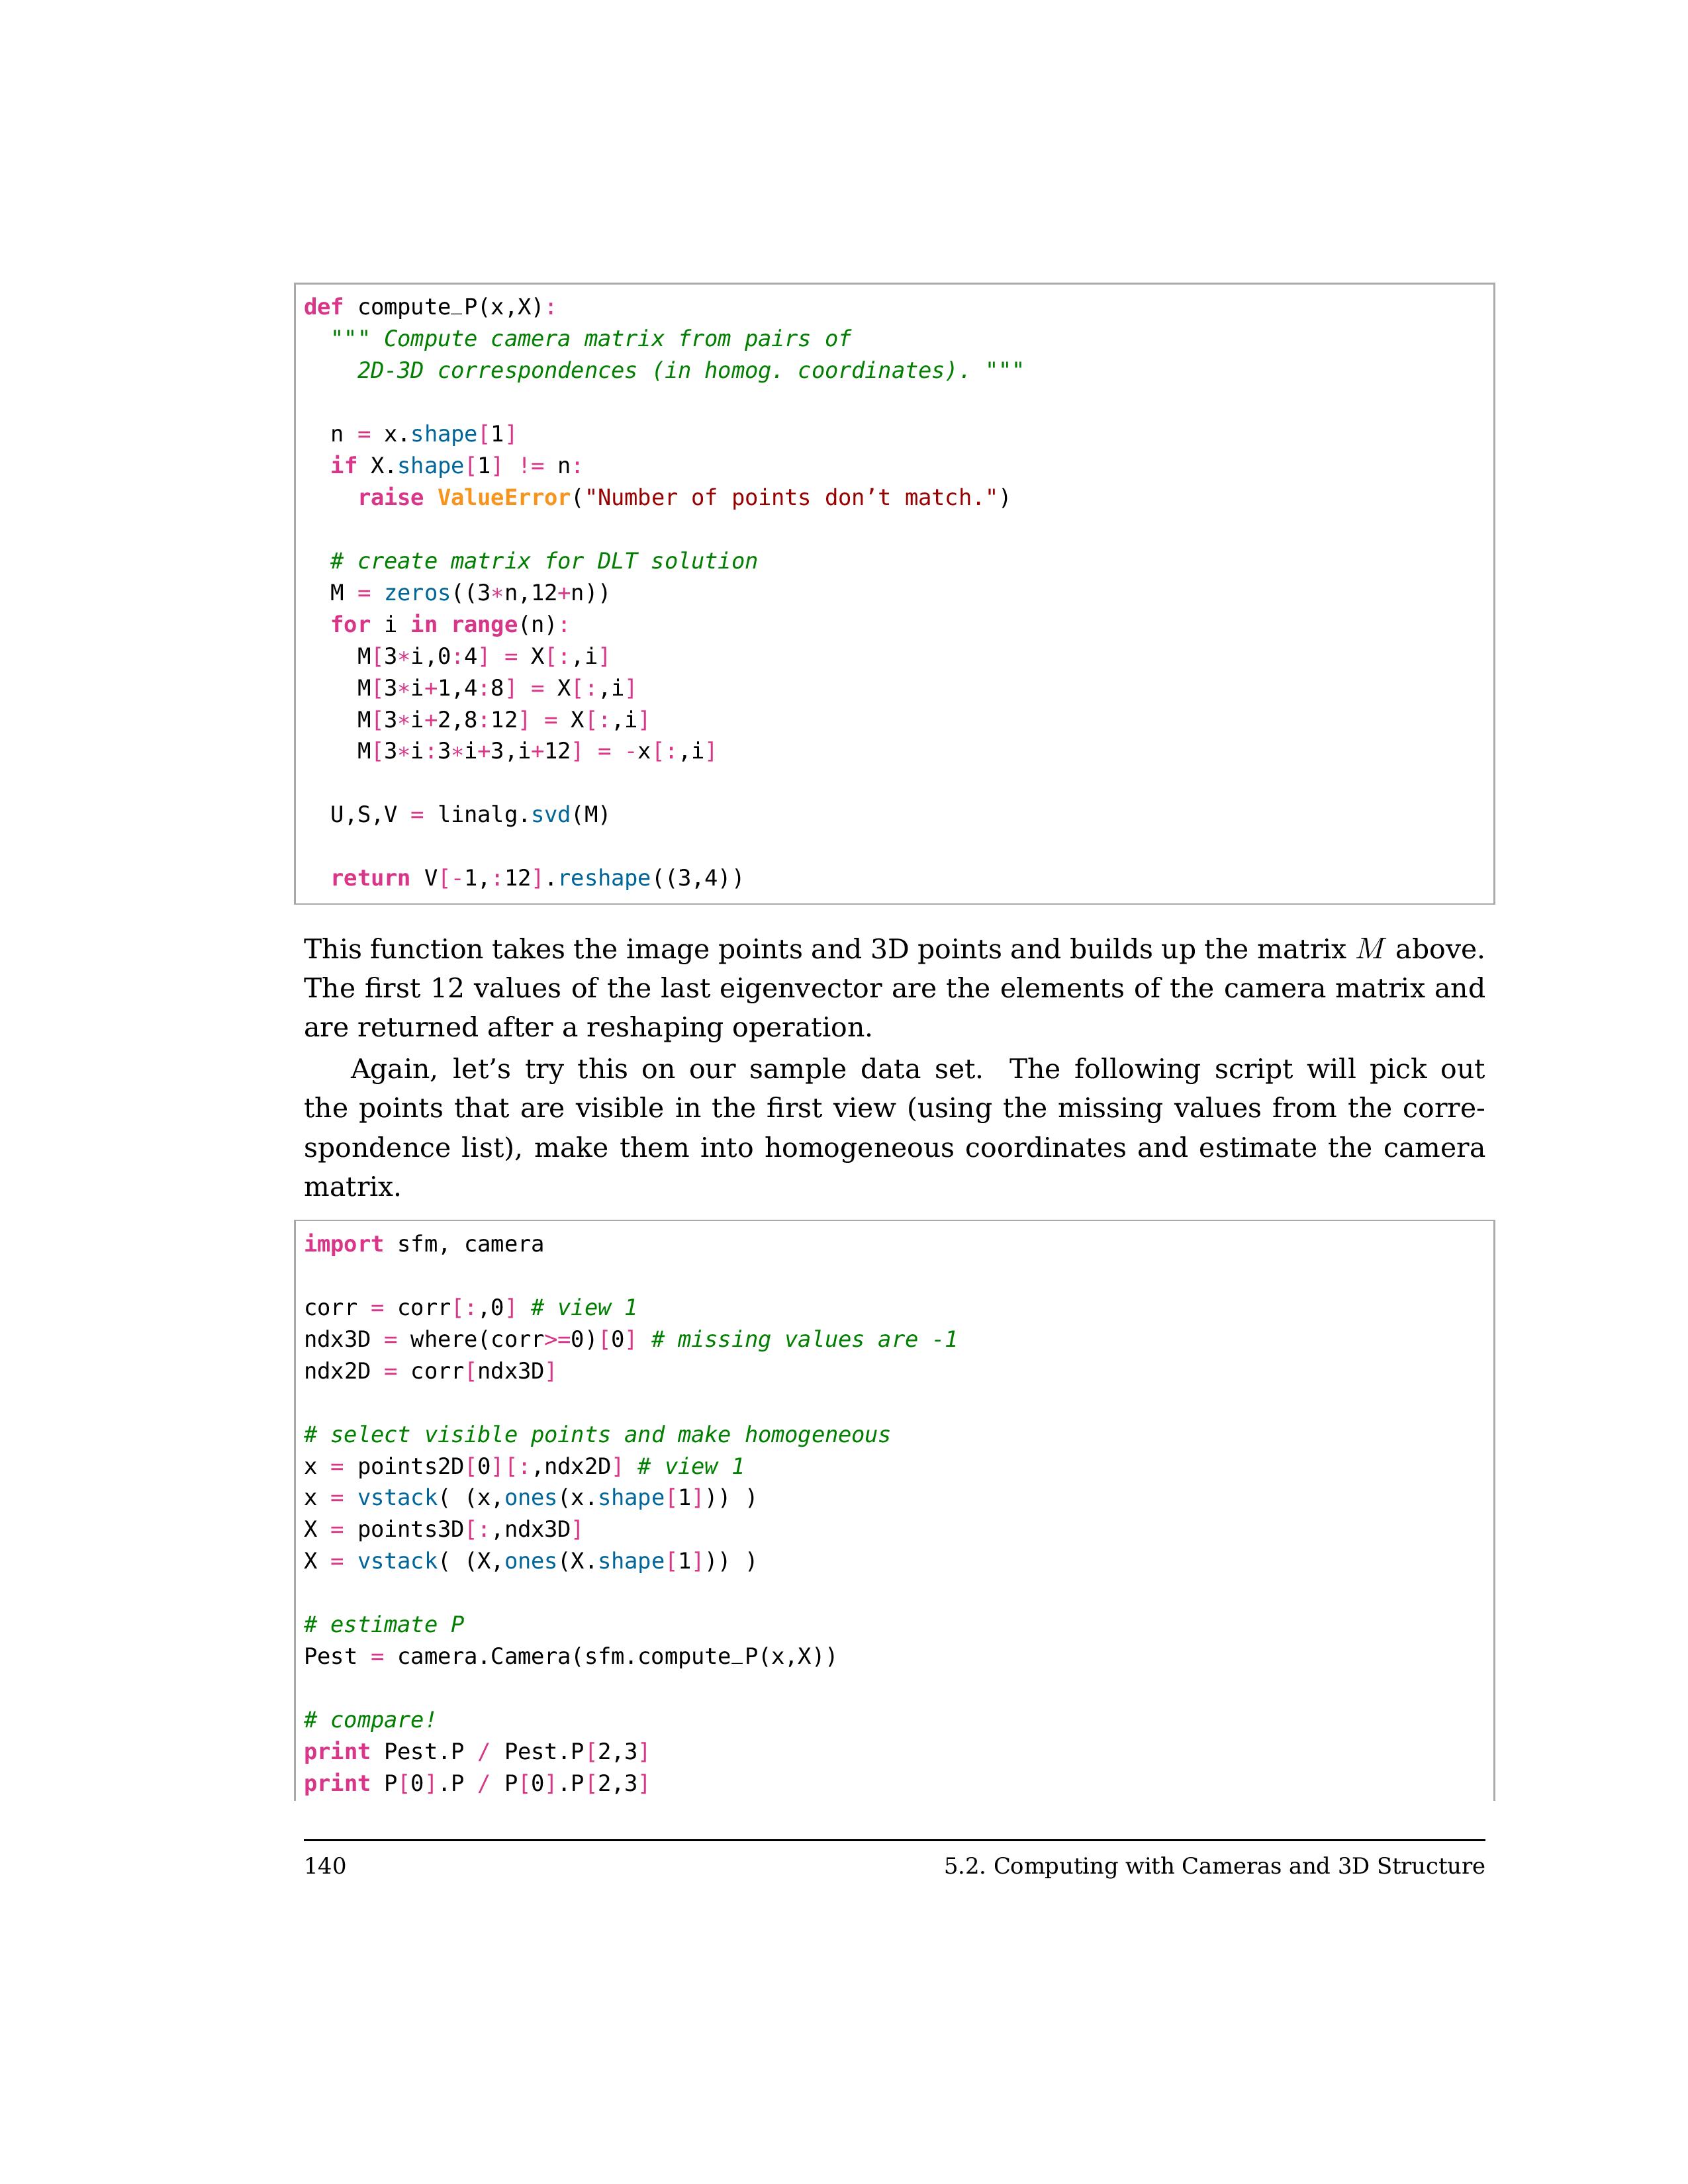 def compute_P(x,X):
  """ Compute camera matrix from pairs of
    2D-3D correspondences (in homog. coordinates). """

  n = x.shape[1]
  if X.shape[1] != n:
    raise ValueError("Number of points don’t match.")

  # create matrix for DLT solution
  M = zeros((3*n,12+n))
  for i in range(n):
    M[3*i,0:4] = X[:,i]
    M[3*i+1,4:8] = X[:,i]
    M[3*i+2,8:12] = X[:,i]
    M[3*i:3*i+3,i+12] = -x[:,i]

  U,S,V = linalg.svd(M)

  return V[-1,:12].reshape((3,4))

This function takes the image points and 3D points and builds up the matrix M above.
The first 12 values of the last eigenvector are the elements of the camera matrix and
are returned after a reshaping operation.
Again, let’s try this on our sample data set. The following script will pick out
the points that are visible in the first view (using the missing values from the corre-
spondence list), make them into homogeneous coordinates and estimate the camera
matrix.

import sfm, camera

corr = corr[:,0] # view 1
ndx3D = where(corr>=0)[0] # missing values are -1
ndx2D = corr[ndx3D]

# select visible points and make homogeneous
x = points2D[0][:,ndx2D] # view 1
x = vstack( (x,ones(x.shape[1])) )
X = points3D[:,ndx3D]
X = vstack( (X,ones(X.shape[1])) )

# estimate P
Pest = camera.Camera(sfm.compute_P(x,X))

# compare!
print Pest.P / Pest.P[2,3]
print P[0].P / P[0].P[2,3]

140 5.2. Computing with Cameras and 3D Structure